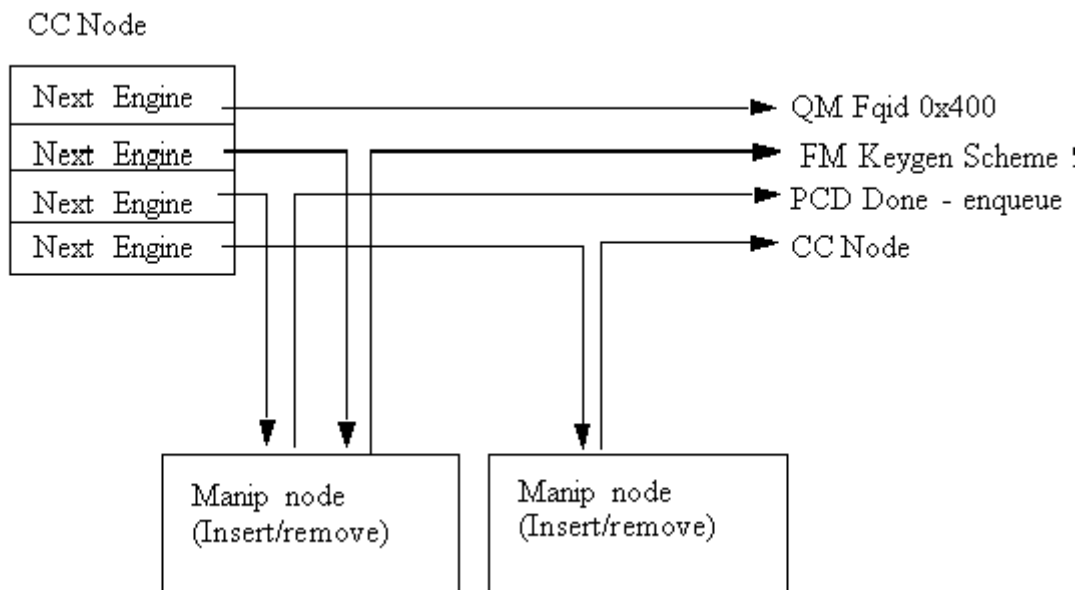 CC Node
Next Engine
Next Engine
Next Engine
Next Engine
QM Fqid 0x400
FM Keygen Scheme
PCD Done - enqueue
CC Node
Manip node
(Insert/remove)
Manip node
(Insert/remove)